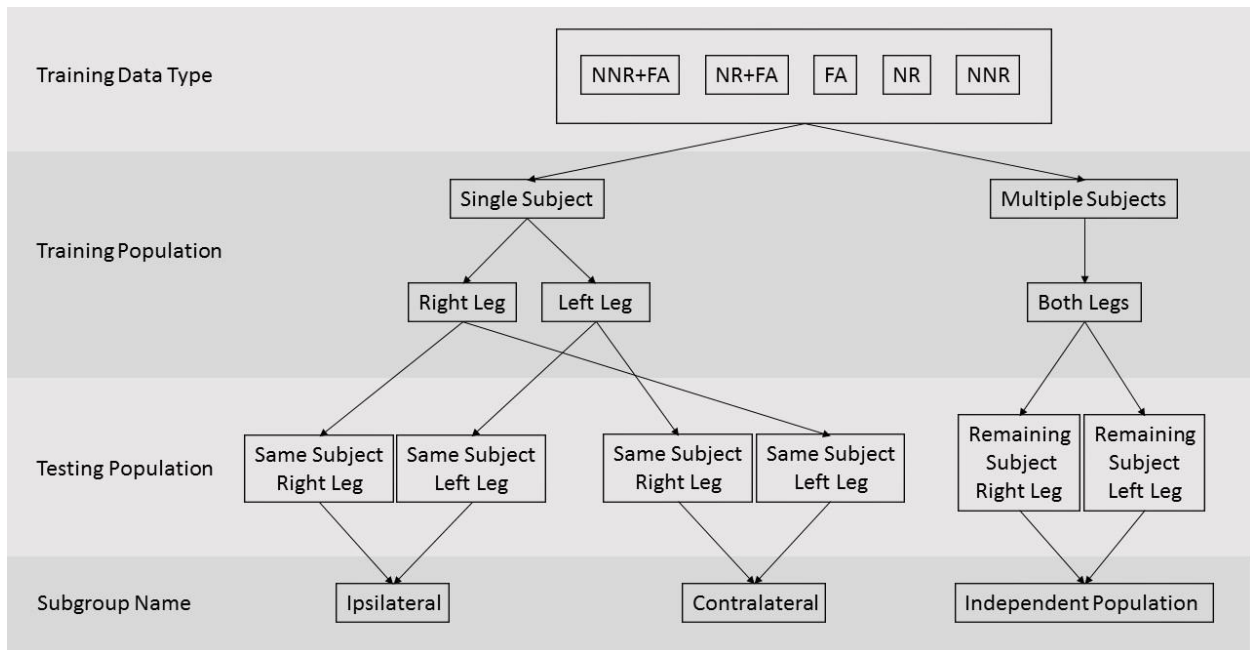 Training Data Type
NNR+FA
NR+FA
FA
NR
NNR
Training Population
Single Subject
Multiple Subjects
Right Leg
Left Leg
Both Legs
Testing Population
Same Subject
Right Leg
Same Subject
Left Leg
Same Subject
Right Leg
Same Subject
Left Leg
Remaining
Subject
Right Leg
Remaining
Subject
Left Leg
Subgroup Name
Ipsilateral
Contralateral
Independent Population